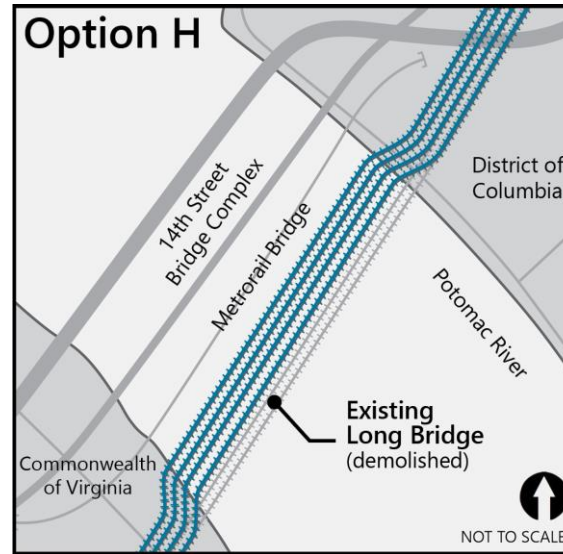 Option H
14th Street
Bridge Complex
Metrorail Bridge
District of
Columbia
Potomac River
Existing
Long Bridge
(demolished)
Commonwealth
of Virginia
NOT TO SCALE